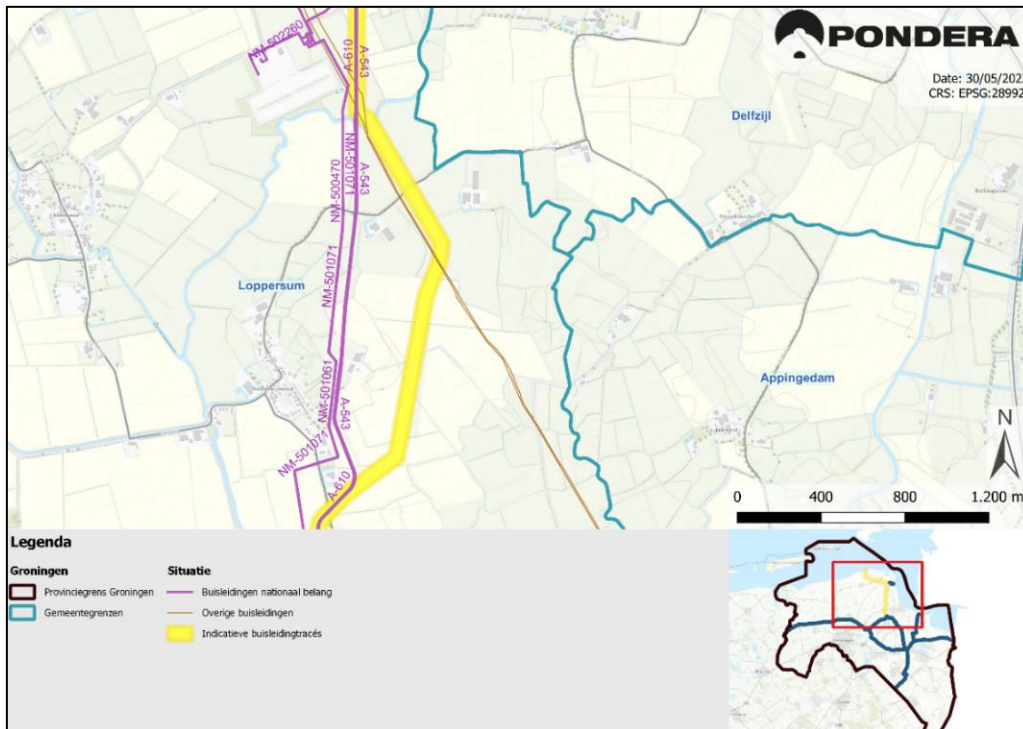 PONDERA
Date: 30/05/202
CRS: EPSG:28992
NM-502260
A-610
A-543
Delfzijl
NM-501071
NM-500470
A-543
NM-501071
Loppersum
NM-501061
A-543
Appingedam
NM-501071
A-610
N
0 400 800 1.200 m
Legenda
Groningen
Provinciegrens Groningen
Gemeentegrenzen
Situatie
Buisleidingen nationaal belang
Overige buisleidingen
Indicatieve buisleidingtracés